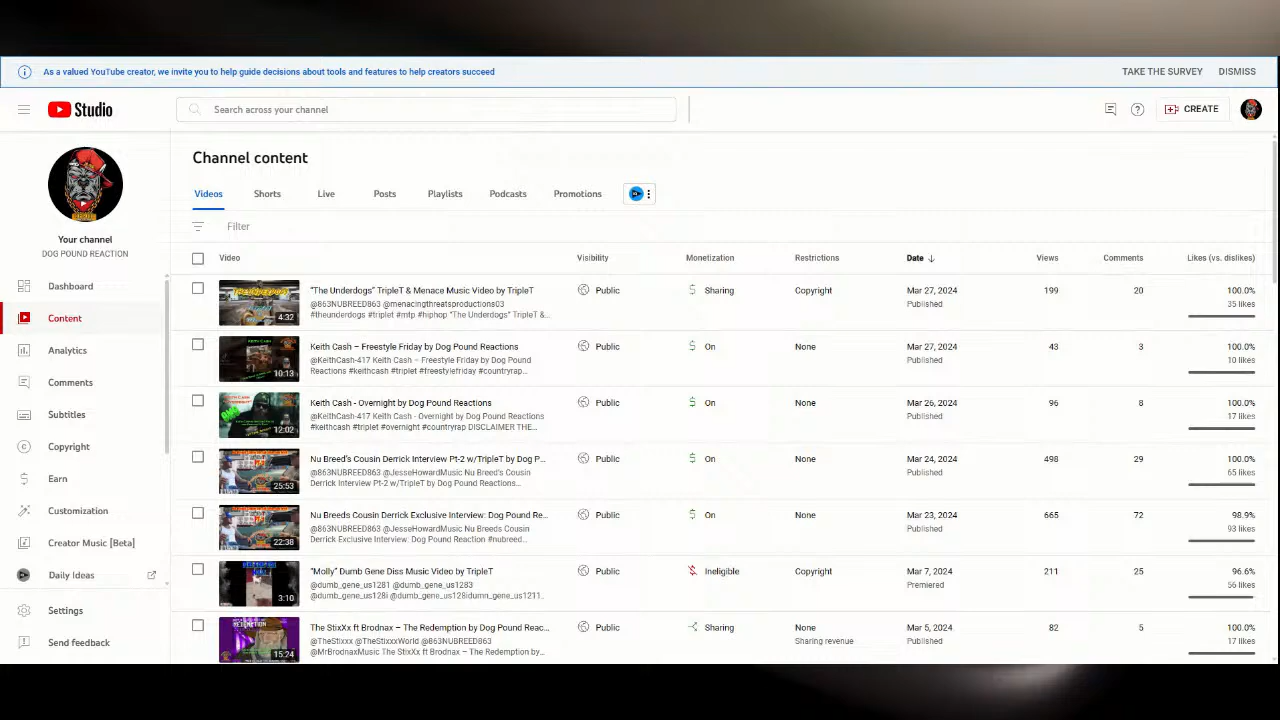 As a valued YouTube creator, we invite you to help guide decisions about tools and features to help creators succeed
TAKE THE SURVEY
DISMISS
Studio
Search across your channel
CREATE
Your channel
DOG POUND REACTION
Dashboard
Content
Analytics
Comments
Subtitles
Copyright
Earn
Customization
Creator Music [Beta]
Daily Ideas
Settings
Send feedback
Channel content
Videos Shorts Live Posts Playlists Podcasts Promotions
Filter
Video Visibility Monetization Restrictions Date Views Comments Likes (vs. dislikes)
"The Underdogs" TripleT & Menace Music Video by TripleT Public Sharing Copyright Mar 27, 2024 199 20 100.0%
@863NUBREED863 @menacingthreatsproductions03 Published 35 likes
#theunderdogs #triplet #mtp #hiphop "The Underdogs" TripleT &...
4:32
Keith Cash – Freestyle Friday by Dog Pound Reactions Public On None Mar 27, 2024 43 3 100.0%
@KeithCash-417 Keith Cash – Freestyle Friday by Dog Pound Published 10 likes
Reactions #keithcash #triplet #freestylefriday #countryrap...
10:13
Keith Cash - Overnight by Dog Pound Reactions Public On None Mar 26, 2024 96 8 100.0%
@KeithCash-417 Keith Cash - Overnight by Dog Pound Reactions Published 17 likes
#keithcash #triplet #overnight #countryrap DISCLAIMER THE...
12:02
Nu Breed's Cousin Derrick Interview Pt-2 w/TripleT by Dog P... Public On None Mar 24, 2024 498 29 100.0%
@863NUBREED863 @JesseHowardMusic Nu Breed's Cousin Published 65 likes
Derrick Interview Pt-2 w/TripleT by Dog Pound Reactions...
25:53
Nu Breeds Cousin Derrick Exclusive Interview: Dog Pound Re... Public On None Mar 23, 2024 665 72 98.9%
@863NUBREED863 @JesseHowardMusic Nu Breeds Cousin Published 93 likes
Derrick Exclusive Interview: Dog Pound Reaction #nubreed...
22:38
"Molly" Dumb Gene Diss Music Video by TripleT Public Ineligible Copyright Mar 7, 2024 211 25 96.6%
@dumb_gene_us1281 @dumb_gene_us1283 Premiered 56 likes
@dumb_gene_us128i @dumb_gene_us128idumn_gene_us1211...
3:10
The StixXx ft Brodnax – The Redemption by Dog Pound Reac... Public Sharing None Mar 5, 2024 82 5 100.0%
@TheStixxx @TheStixxxWorld @863NUBREED863 Sharing revenue Published 17 likes
@MrBrodnaxMusic The StixXx ft Brodnax – The Redemption by...
15:24